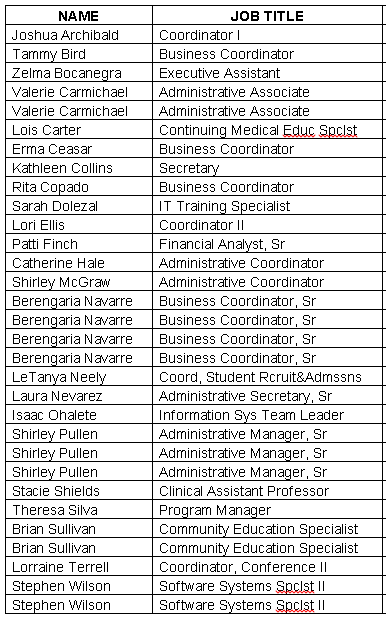 NAME JOB TITLE
Joshua Archibald Coordinator I
Tammy Bird Business Coordinator
Zelma Bocanegra Executive Assistant
Valerie Carmichael Administrative Associate
Valerie Carmichael Administrative Associate
Lois Carter Continuing Medical Educ Spclst
Erma Ceasar Business Coordinator
Kathleen Collins Secretary
Rita Copado Business Coordinator
Sarah Dolezal IT Training Specialist
Lori Ellis Coordinator II
Patti Finch Financial Analyst, Sr
Catherine Hale Administrative Coordinator
Shirley McGraw Administrative Coordinator
Berengaria Navarre Business Coordinator, Sr
Berengaria Navarre Business Coordinator, Sr
Berengaria Navarre Business Coordinator, Sr
Berengaria Navarre Business Coordinator, Sr
LeTanya Neely Coord, Student Rcruit&Admssns
Laura Nevarez Administrative Secretary, Sr
Isaac Ohalete Information Sys Team Leader
Shirley Pullen Administrative Manager, Sr
Shirley Pullen Administrative Manager, Sr
Shirley Pullen Administrative Manager, Sr
Stacie Shields Clinical Assistant Professor
Theresa Silva Program Manager
Brian Sullivan Community Education Specialist
Brian Sullivan Community Education Specialist
Lorraine Terrell Coordinator, Conference II
Stephen Wilson Software Systems Spclst II
Stephen Wilson Software Systems Spclst II